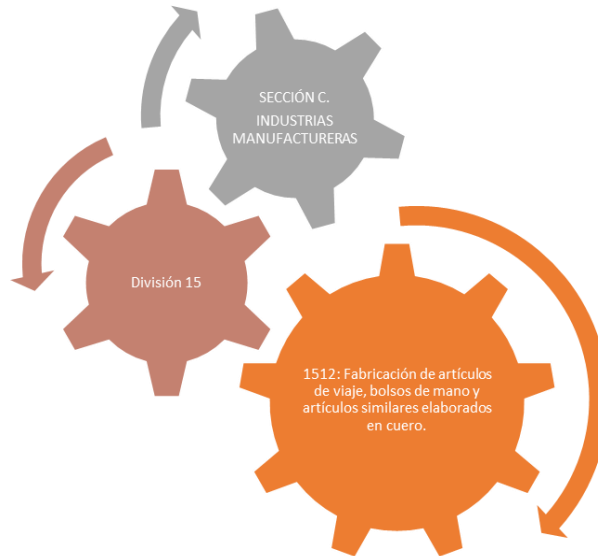 SECCIÓN C.
INDUSTRIAS
MANUFACTURERAS
División 15
1512: Fabricación de artículos
de viaje, bolsos de mano y
artículos similares elaborados
en cuero.